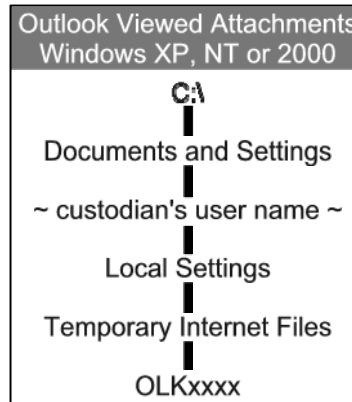 Outlook Viewed Attachments
Windows XP, NT or 2000
C:\
Documents and Settings
~ custodian's user name ~
Local Settings
Temporary Internet Files
OLKxxxx